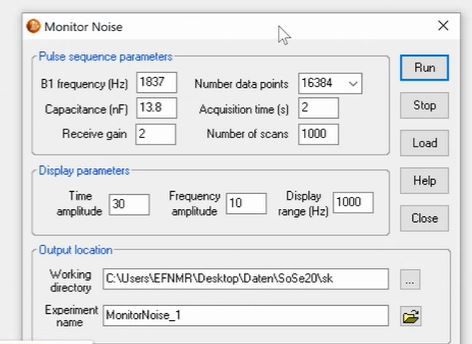 Monitor Noise
Pulse sequence parameters
B1 frequency (Hz) 1837 Number data points 16384
Capacitance (nF) 13.8 Acquisition time (s) 2
Receive gain 2 Number of scans 1000
Run
Stop
Load
Help
Close
Display parameters
Time amplitude 30 Frequency amplitude 10 Display range (Hz) 1000
Output location
Working directory C:\Users\EFNMR\Desktop\Daten\SoSe20\sk ...
Experiment name MonitorNoise_1